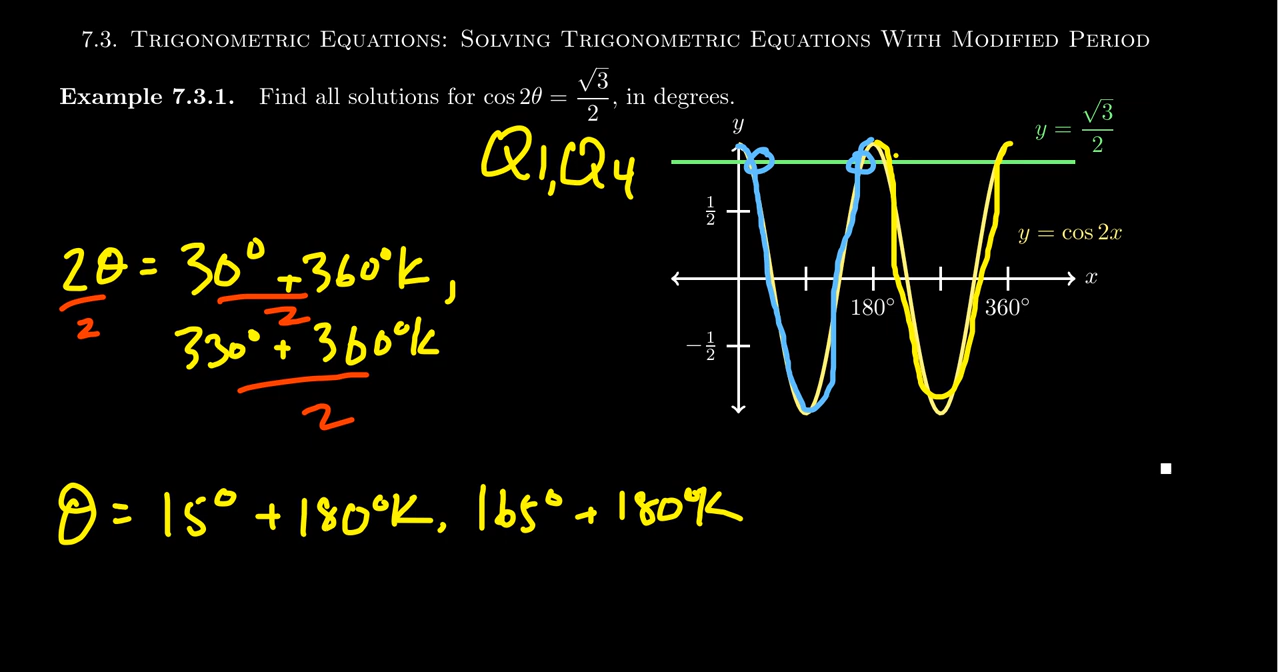 7.3. TRIGONOMETRIC EQUATIONS: SOLVING TRIGONOMETRIC EQUATIONS WITH MODIFIED PERIOD
Example 7.3.1. Find all solutions for cos 2θ = √3/2, in degrees.
Q1, Q4
y
y = √3/2
1/2
y = cos 2x
x
180°
360°
−1/2
2θ/2 = (30° + 360°k)/2,
(330° + 360°k)/2
θ = 15° + 180°k, 165° + 180°k